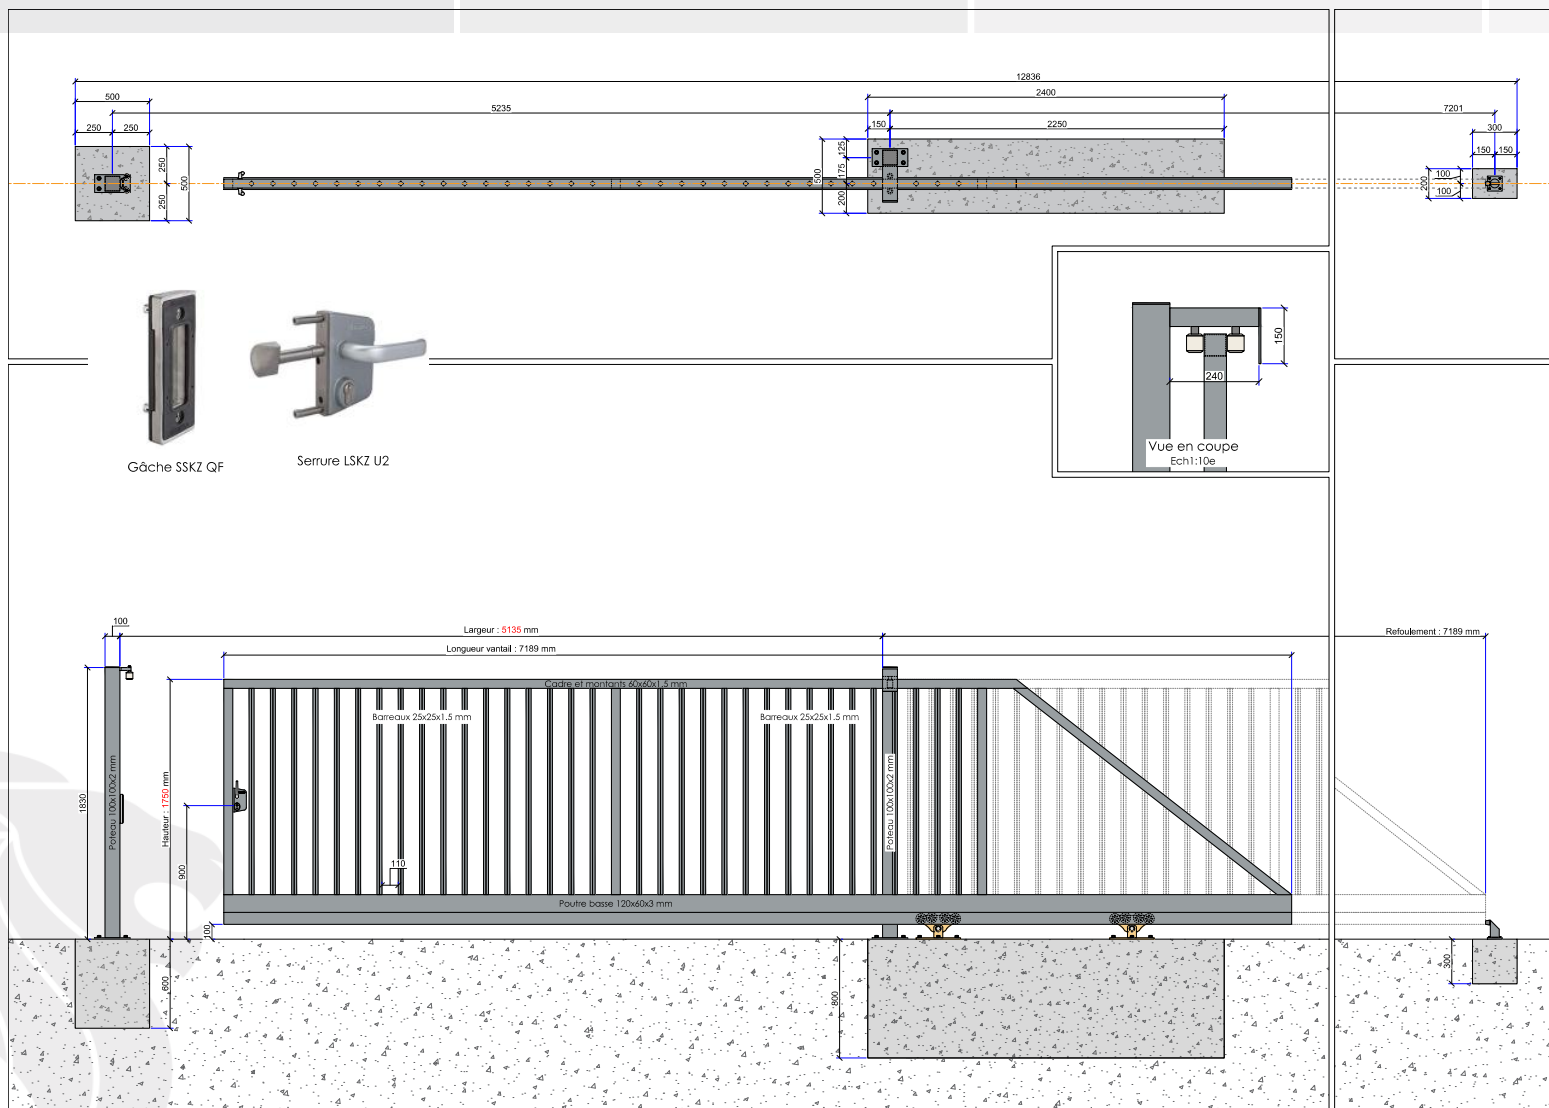 12836
500
2400
5235
7201
250
250
150
2250
300
150
150
125
175
200
500
250
250
500
100
100
200
150
240
Vue en coupe
Ech1:10e
Gâche SSKZ QF
Serrure LSKZ U2
100
Largeur : 5135 mm
Refoulement : 7189 mm
Longueur vantail : 7189 mm
Cadre et montants 60x60x1,5 mm
Barreaux 25x25x1.5 mm
Barreaux 25x25x1.5 mm
Poteau 100x100x2 mm
Poteau 100x100x2 mm
1830
Hauteur : 1750 mm
900
110
Poutre basse 120x60x3 mm
100
600
800
300